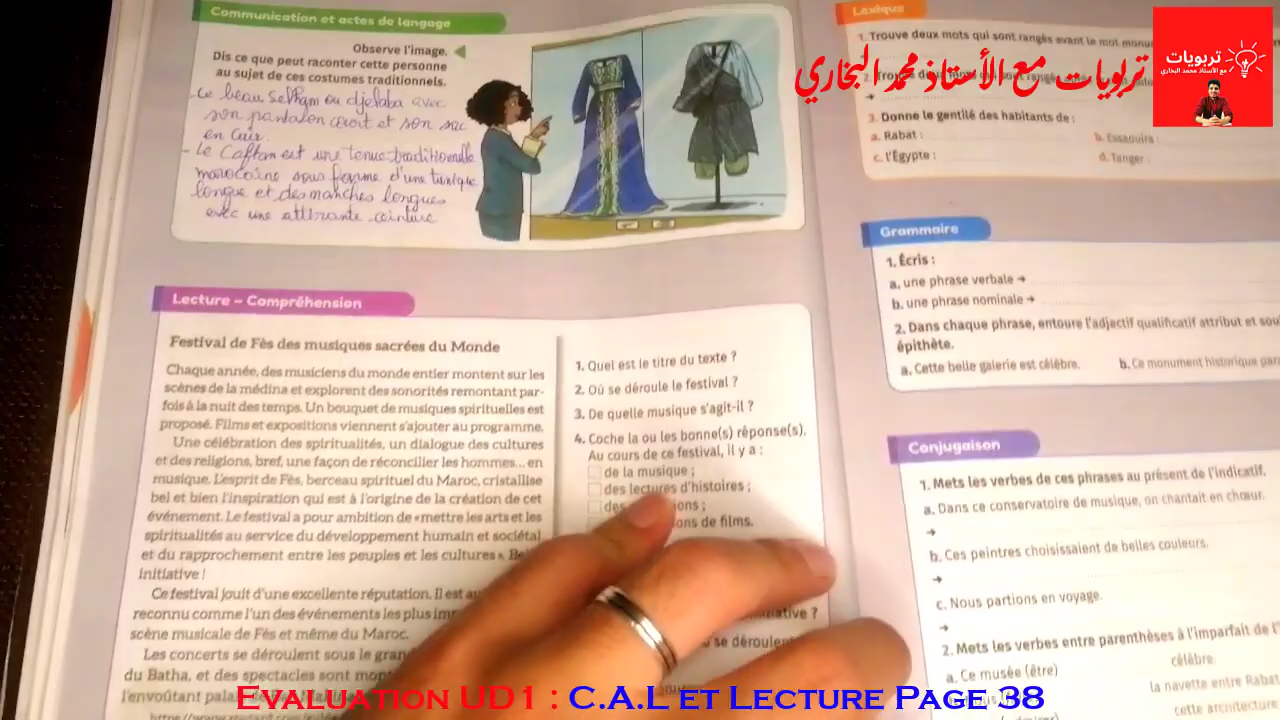 Communication et actes de langage
Observe l'image.
Dis ce que peut raconter cette personne
au sujet de ces costumes traditionnels.
- Le beau Selham ou djelaba avec
son pantalon court et son sac
en cuir.
- Le Caftan est une tenue traditionnelle
marocaine sous forme d'une tunique
longue et des manches longues
avec une attirante ceinture
Lecture – Compréhension
Festival de Fès des musiques sacrées du Monde
Chaque année, des musiciens du monde entier montent sur les
scènes de la médina et explorent des sonorités remontant par-
fois à la nuit des temps. Un bouquet de musiques spirituelles est
proposé. Films et expositions viennent s'ajouter au programme.
Une célébration des spiritualités, un dialogue des cultures
et des religions, bref, une façon de réconcilier les hommes... en
musique. L'esprit de Fès, berceau spirituel du Maroc, cristallise
bel et bien l'inspiration qui est à l'origine de la création de cet
événement. Le festival a pour ambition de « mettre les arts et les
spiritualités au service du développement humain et sociétal
et du rapprochement entre les peuples et les cultures ». Bel
initiative !
Ce festival jouit d'une excellente réputation. Il est
reconnu comme l'un des événements les plus im
scène musicale de Fès et même du Maroc.
Les concerts se déroulent sous le gran
du Batha, et des spectacles sont mon
l'envoûtant palai
1. Quel est le titre du texte ?
2. Où se déroule le festival ?
3. De quelle musique s'agit-il ?
4. Coche la ou les bonne(s) réponse(s).
Au cours de ce festival, il y a :
de la musique ;
des lectures d'histoires ;
des ions ;
ons de films.
ative ?
se déroulent
Lexique
1. Trouve deux mots qui sont rangés avant le mot monu
3. Donne le gentilé des habitants de :
a. Rabat :
b. Essaouira :
c. l'Égypte :
d. Tanger :
Grammaire
1. Écris :
a. une phrase verbale →
b. une phrase nominale →
2. Dans chaque phrase, entoure l'adjectif qualificatif attribut et sou
épithète.
a. Cette belle galerie est célèbre.
b. Ce monument historique par
Conjugaison
1. Mets les verbes de ces phrases au présent de l'indicatif.
a. Dans ce conservatoire de musique, on chantait en chœur.
→
b. Ces peintres choisissaient de belles couleurs.
→
c. Nous partions en voyage.
→
2. Mets les verbes entre parenthèses à l'imparfait de l'
a. Ce musée (être)
célèbre.
la navette entre Rabat
cette architecture
تربويات مع الأستاذ محمد البخاري
تربويات
مع الأستاذ محمد البخاري
Evaluation UD1 : C.A.L et Lecture Page 38